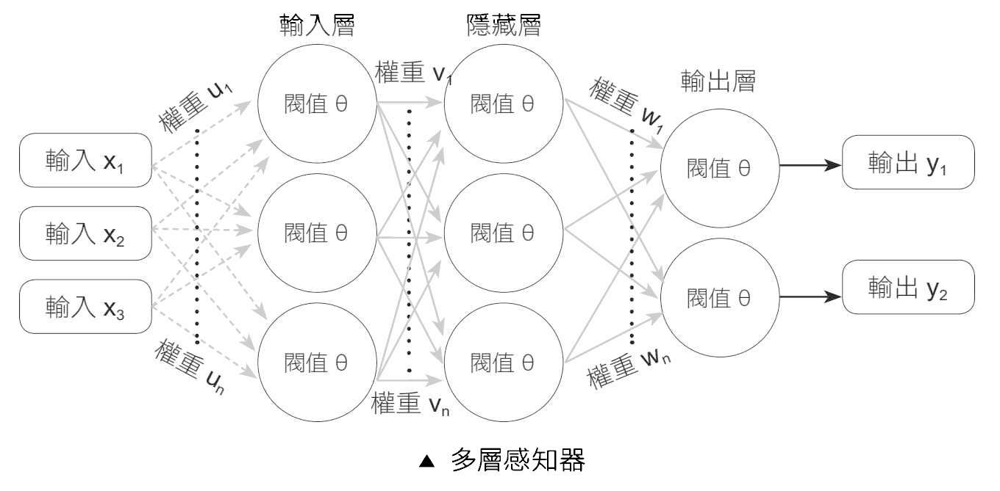 輸入層
隱藏層
輸出層
權重 u1
權重 v1
權重 w1
輸入 x1
輸入 x2
輸入 x3
閥值 θ
閥值 θ
閥值 θ
閥值 θ
閥值 θ
閥值 θ
閥值 θ
閥值 θ
輸出 y1
輸出 y2
權重 un
權重 vn
權重 wn
▲ 多層感知器